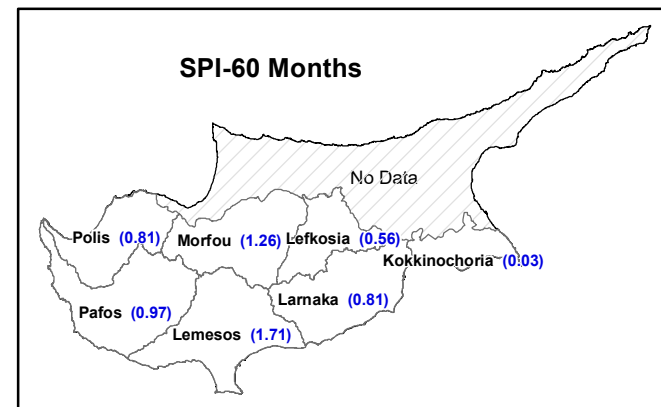 SPI-60 Months
No Data
Polis (0.81)
Morfou (1.26)
Lefkosia (0.56)
Kokkinochoria (0.03)
Pafos (0.97)
Larnaka (0.81)
Lemesos (1.71)